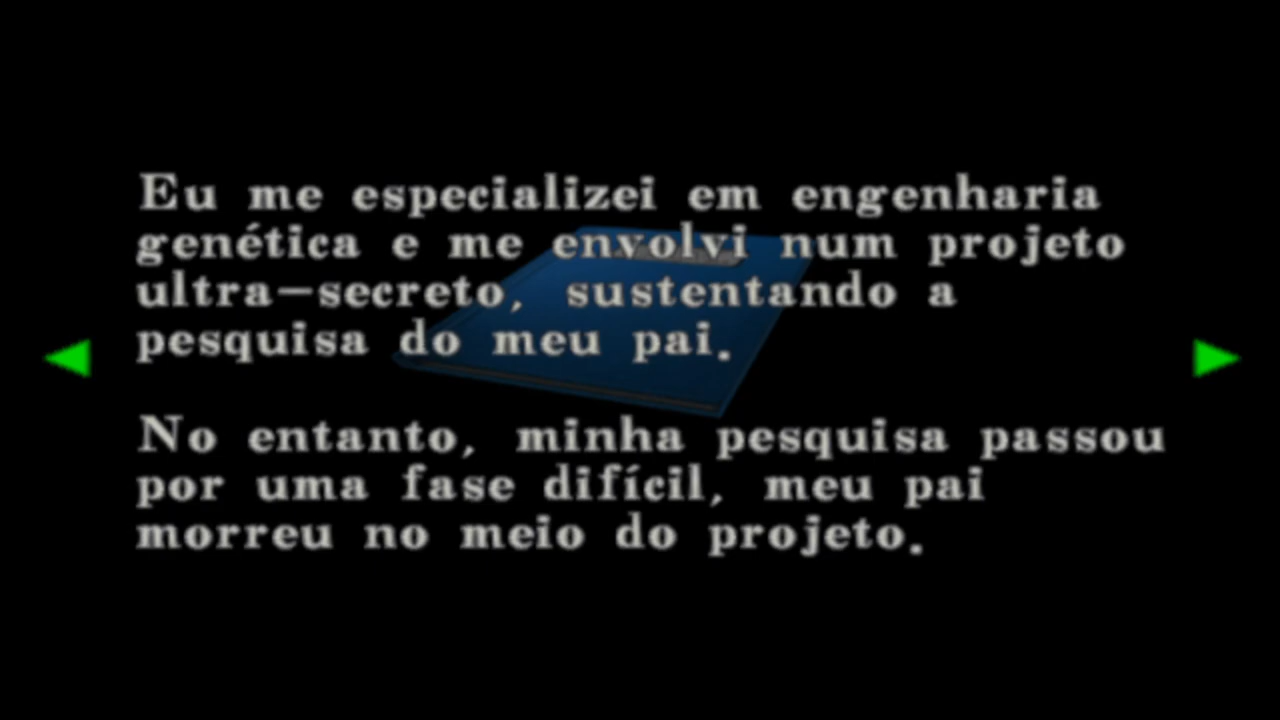 Eu me especializei em engenharia
genética e me envolvi num projeto
ultra-secreto, sustentando a
pesquisa do meu pai.
No entanto, minha pesquisa passou
por uma fase difícil, meu pai
morreu no meio do projeto.